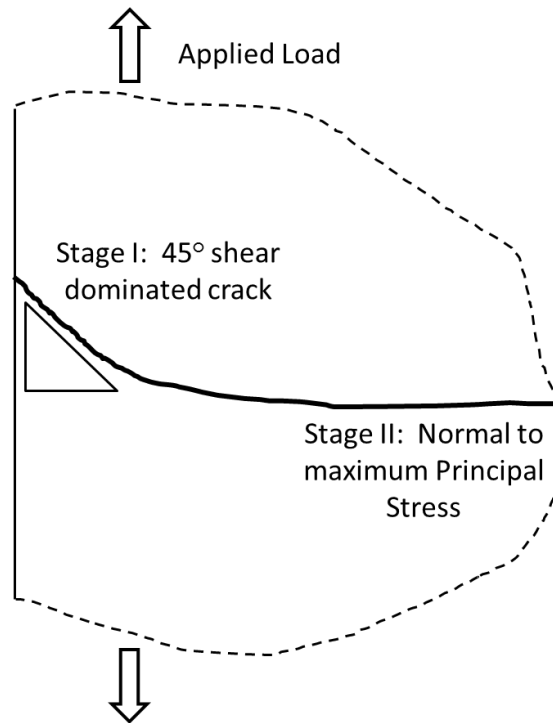 Applied Load
Stage I:  45° shear
dominated crack
Stage II:  Normal to
maximum Principal
Stress